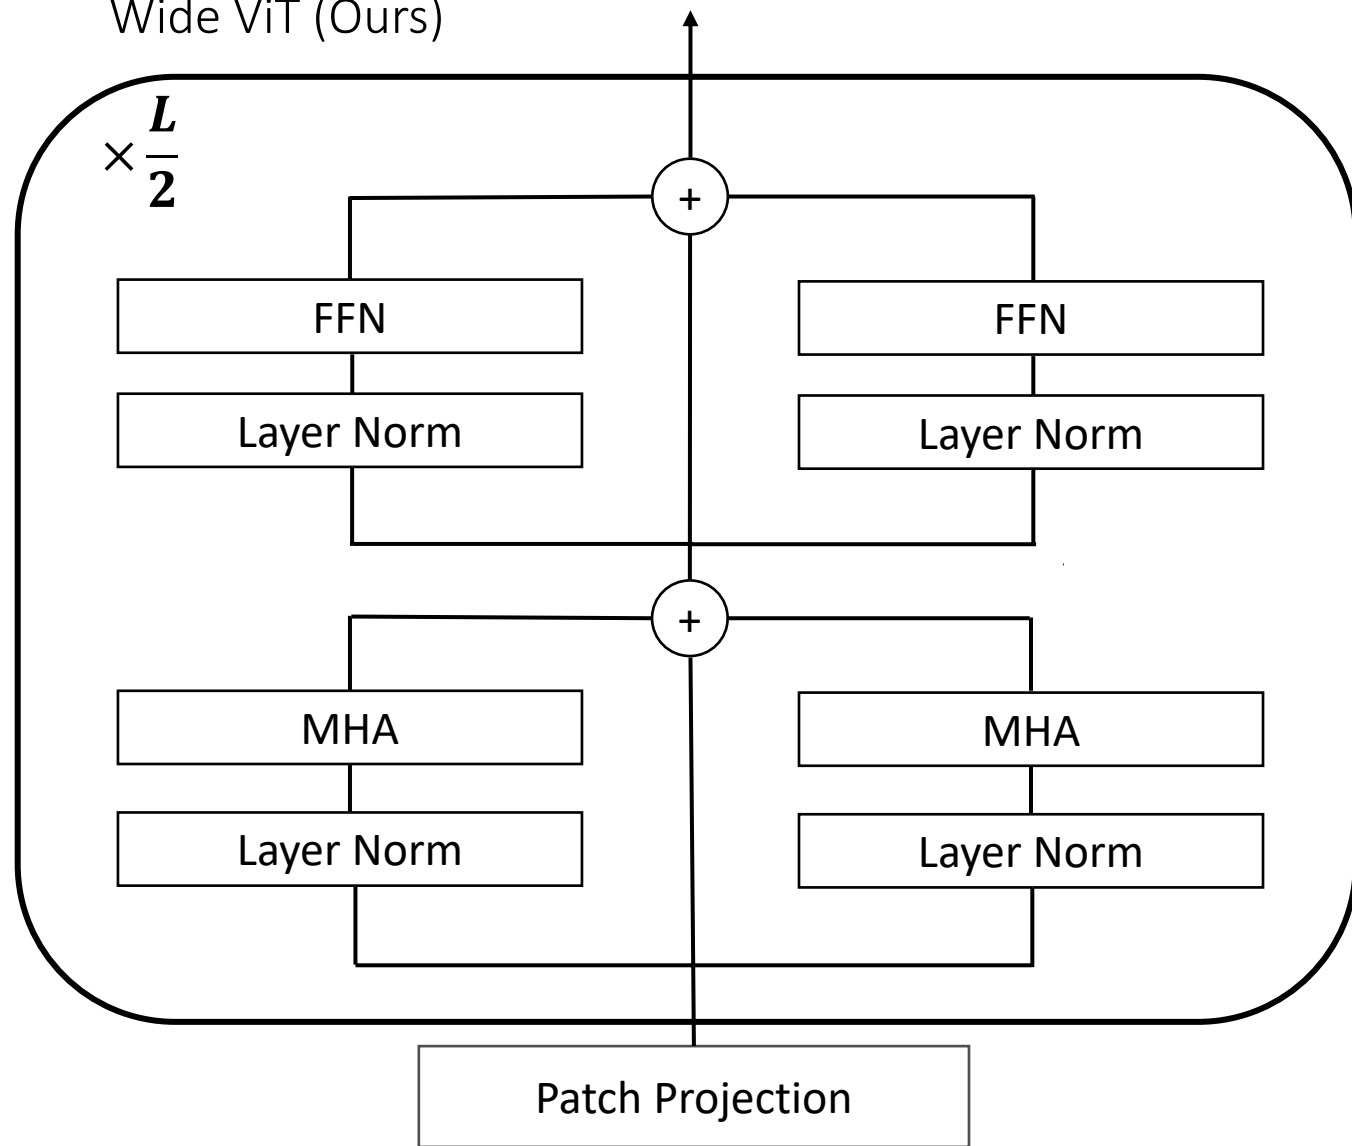 Wide ViT (Ours)
× L/2
+
FFN FFN
Layer Norm Layer Norm
+
MHA MHA
Layer Norm Layer Norm
Patch Projection